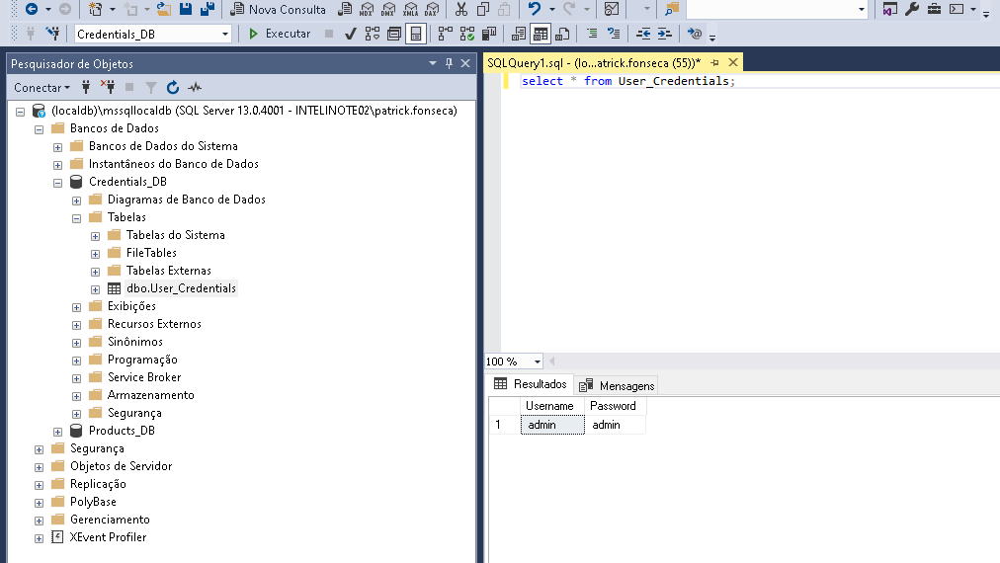 Nova Consulta MDX DMX XMLA DAX
Credentials_DB Executar
Pesquisador de Objetos
Conectar
(localdb)\mssqllocaldb (SQL Server 13.0.4001 - INTELINOTE02\patrick.fonseca)
Bancos de Dados
Bancos de Dados do Sistema
Instantâneos do Banco de Dados
Credentials_DB
Diagramas de Banco de Dados
Tabelas
Tabelas do Sistema
FileTables
Tabelas Externas
dbo.User_Credentials
Exibições
Recursos Externos
Sinônimos
Programação
Service Broker
Armazenamento
Segurança
Products_DB
Segurança
Objetos de Servidor
Replicação
PolyBase
Gerenciamento
XEvent Profiler
SQLQuery1.sql - (lo...atrick.fonseca (55))*
select * from User_Credentials;
100 %
Resultados Mensagens
Username Password
1 admin admin